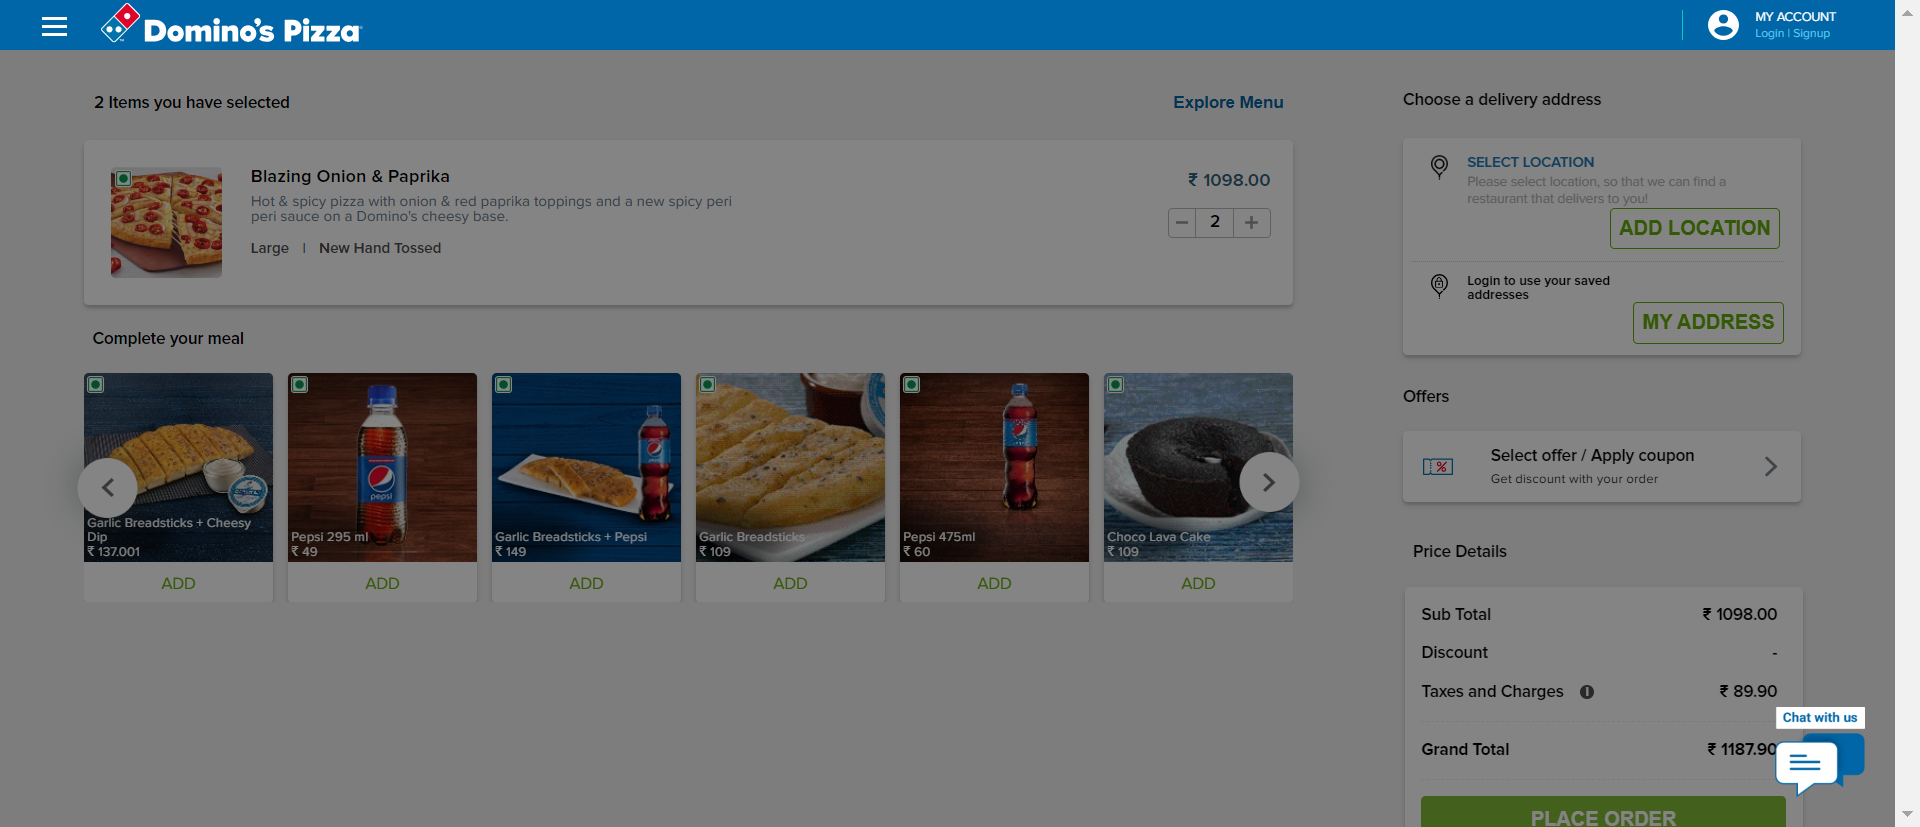 Domino's Pizza
MY ACCOUNT
Login | Signup
2 Items you have selected
Explore Menu
Blazing Onion & Paprika
₹ 1098.00
Hot & spicy pizza with onion & red paprika toppings and a new spicy peri
peri sauce on a Domino's cheesy base.
2
Large | New Hand Tossed
Complete your meal
Garlic Breadsticks + Cheesy
Dip
₹ 137.001
ADD
pepsi
Pepsi 295 ml
₹ 49
ADD
Garlic Breadsticks + Pepsi
₹ 149
ADD
Garlic Breadsticks
₹ 109
ADD
Pepsi 475ml
₹ 60
ADD
Choco Lava Cake
₹ 109
ADD
Choose a delivery address
SELECT LOCATION
Please select location, so that we can find a
restaurant that delivers to you!
ADD LOCATION
Login to use your saved
addresses
MY ADDRESS
Offers
Select offer / Apply coupon
Get discount with your order
Price Details
Sub Total ₹ 1098.00
Discount -
Taxes and Charges ₹ 89.90
Grand Total ₹ 1187.90
Chat with us
PLACE ORDER